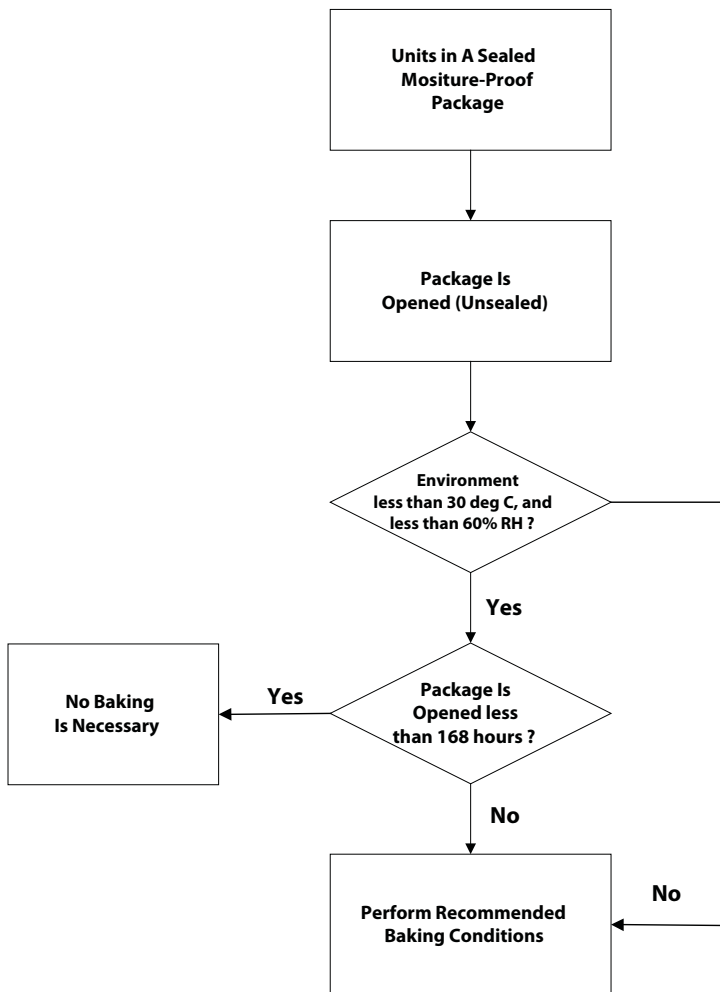 Units in A Sealed
Mositure-Proof
Package
Package Is
Opened (Unsealed)
Environment
less than 30 deg C, and
less than 60% RH ?
Yes
No Baking
Is Necessary
Yes
Package Is
Opened less
than 168 hours ?
No
Perform Recommended
Baking Conditions
No